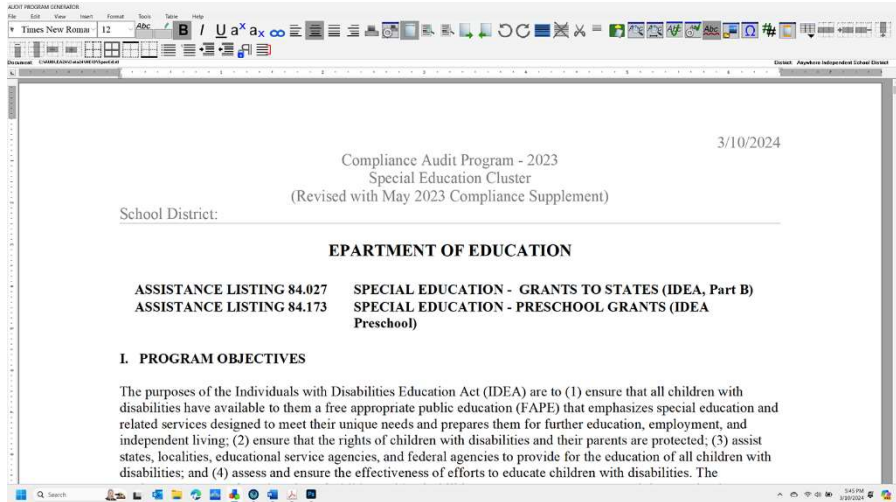 AUDIT PROGRAM GENERATOR
File Edit View Insert Format Tools Table Help
Times New Roman 12
District: Anywhere Independent School District
3/10/2024
Compliance Audit Program - 2023
Special Education Cluster
(Revised with May 2023 Compliance Supplement)
School District:
EPARTMENT OF EDUCATION
ASSISTANCE LISTING 84.027 SPECIAL EDUCATION - GRANTS TO STATES (IDEA, Part B)
ASSISTANCE LISTING 84.173 SPECIAL EDUCATION - PRESCHOOL GRANTS (IDEA
Preschool)
I. PROGRAM OBJECTIVES
The purposes of the Individuals with Disabilities Education Act (IDEA) are to (1) ensure that all children with
disabilities have available to them a free appropriate public education (FAPE) that emphasizes special education and
related services designed to meet their unique needs and prepares them for further education, employment, and
independent living; (2) ensure that the rights of children with disabilities and their parents are protected; (3) assist
states, localities, educational service agencies, and federal agencies to provide for the education of all children with
disabilities; and (4) assess and ensure the effectiveness of efforts to educate children with disabilities. The
Search
5:45 PM
3/10/2024